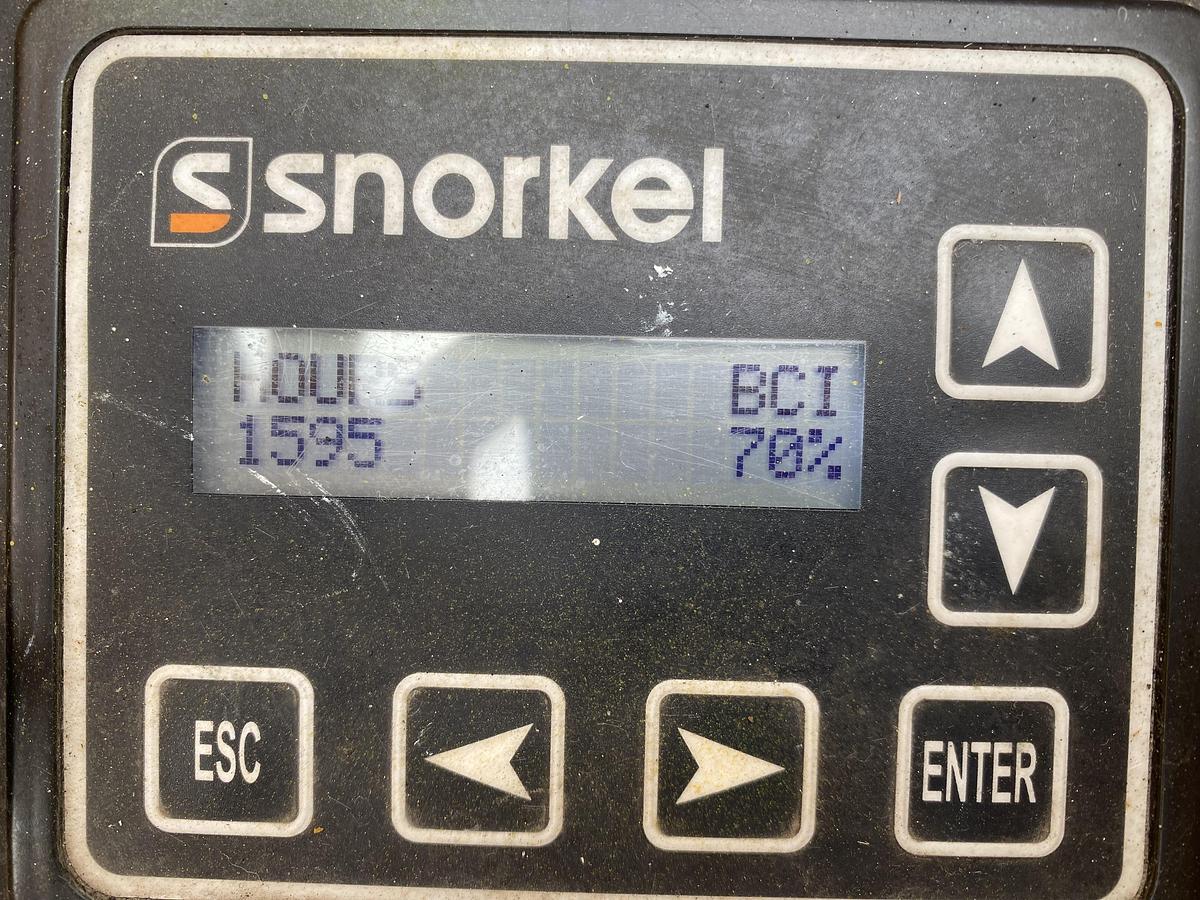 S snorkel
HOURS BCI
1595 70%
ESC ENTER